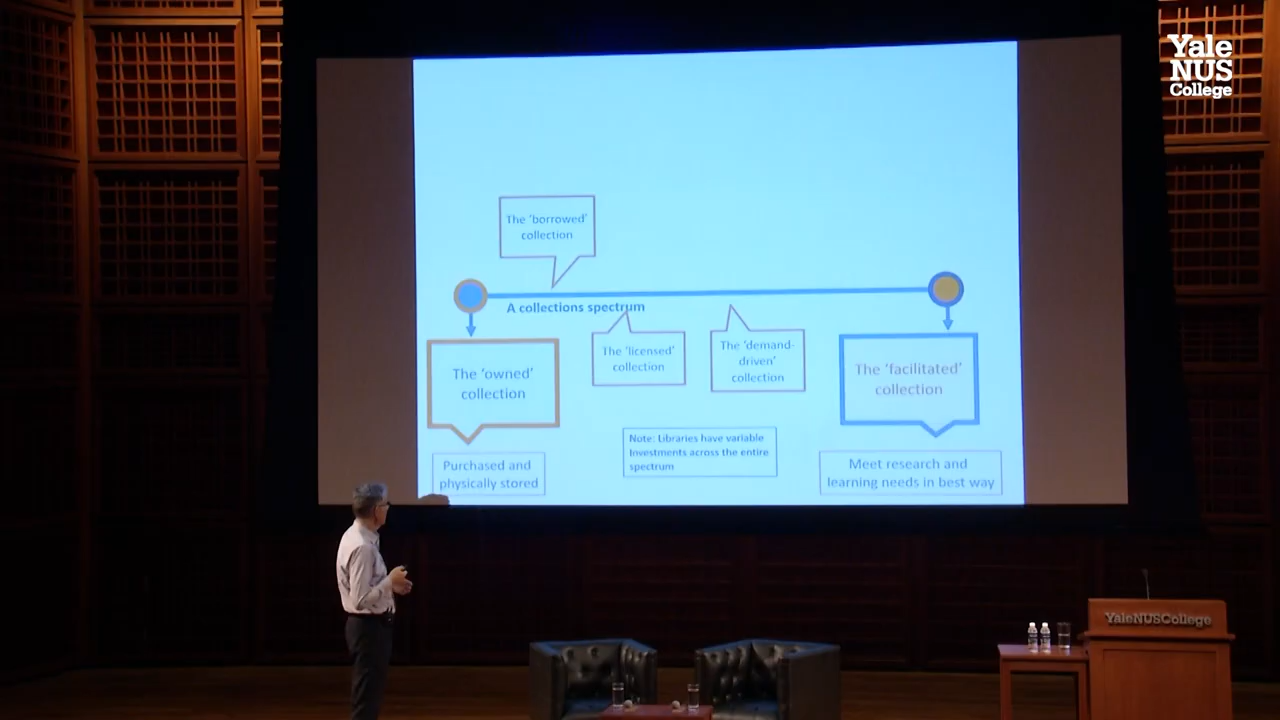 Yale
NUS
College
The ‘borrowed’
collection
A collections spectrum
The ‘owned’
collection
The ‘licensed’
collection
The ‘demand-
driven’
collection
The ‘facilitated’
collection
Purchased and
physically stored
Note: Libraries have variable
Investments across the entire
spectrum
Meet research and
learning needs in best way
YaleNUSCollege